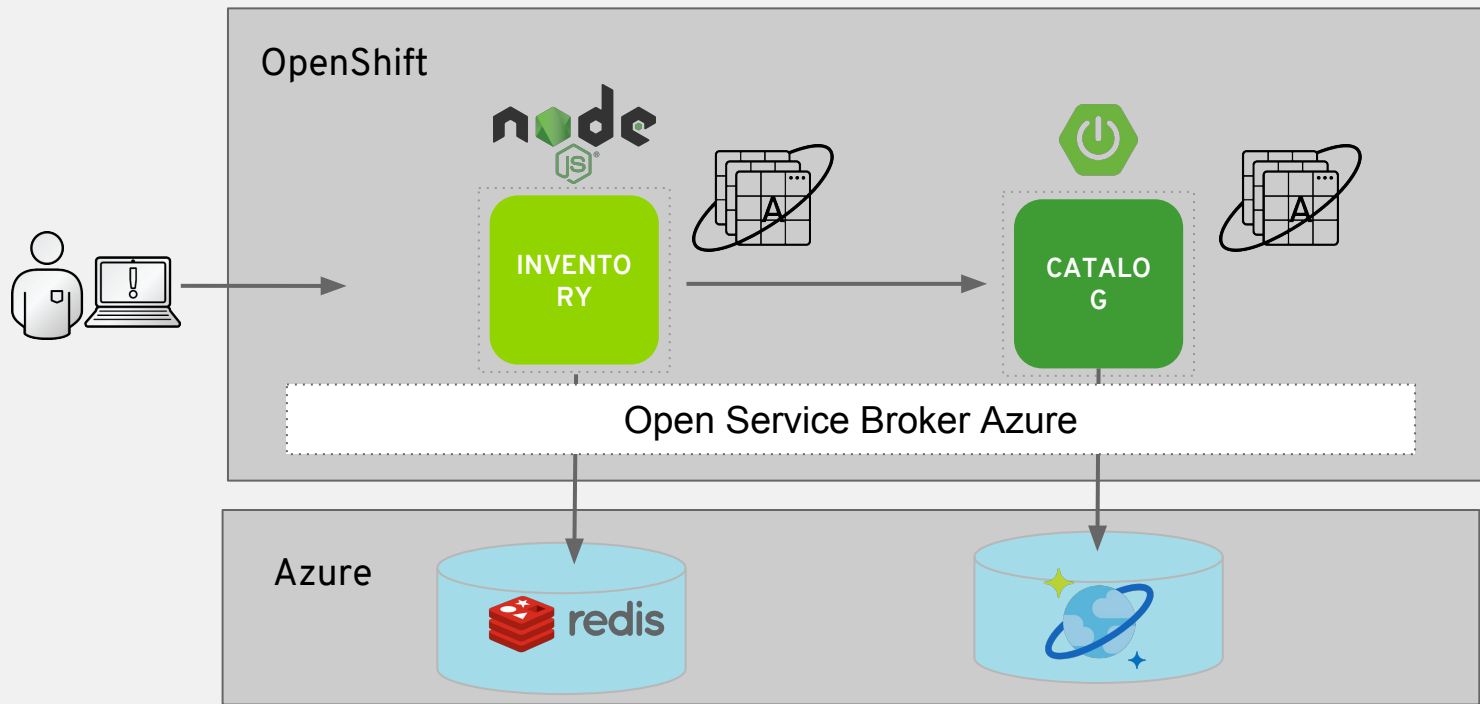 OpenShift
node
JS
A
A
INVENTO
RY
CATALO
G
!
Open Service Broker Azure
Azure
redis